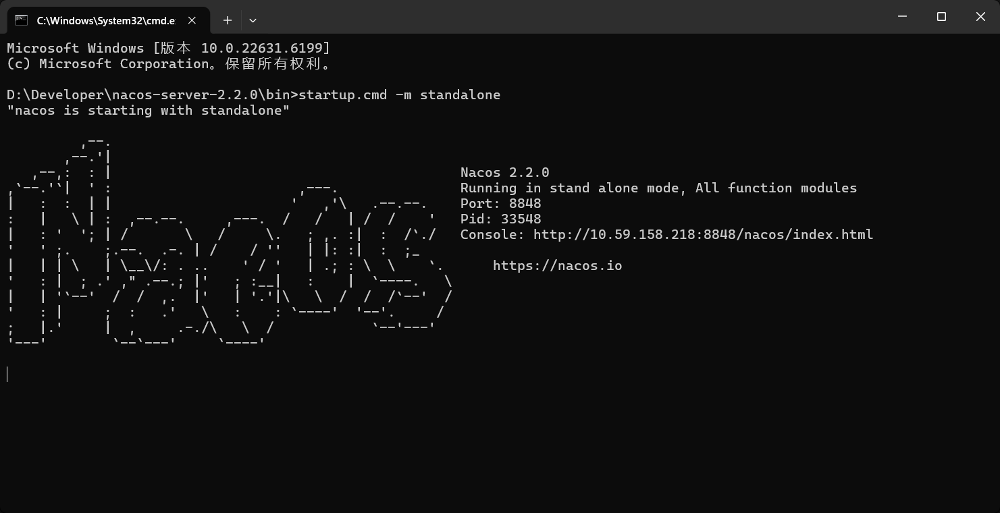 C:\Windows\System32\cmd.e
Microsoft Windows [版本 10.0.22631.6199]
(c) Microsoft Corporation。保留所有权利。
D:\Developer\nacos-server-2.2.0\bin>startup.cmd -m standalone
"nacos is starting with standalone"
         ,--.
       ,--.'|
   ,--,:  : |                                           Nacos 2.2.0
,`--.'`|  ' :                       ,---.               Running in stand alone mode, All function modules
|   :  :  | |                      '   ,'\   .--.--.    Port: 8848
:   |   \ | :  ,--.--.     ,---.  /   /   | /  /    '   Pid: 33548
|   : '  '; | /       \   /     \.   ; ,. :|  :  /`./   Console: http://10.59.158.218:8848/nacos/index.html
'   ' ;.    ;.--.  .-. | /    / ''   | |: :|  :  ;_
|   | | \   | \__\/: . ..    ' / '   | .; : \  \    `.      https://nacos.io
'   : |  ; .' ," .--.; |'   ; :__|   :    |  `----.   \
|   | '`--'  /  /  ,.  |'   | '.'|\   \  /  /  /`--'  /
'   : |     ;  :   .'   \   :    : `----'  '--'.     /
;   |.'     |  ,     .-./\   \  /            `--'---'
'---'        `--`---'     `----'